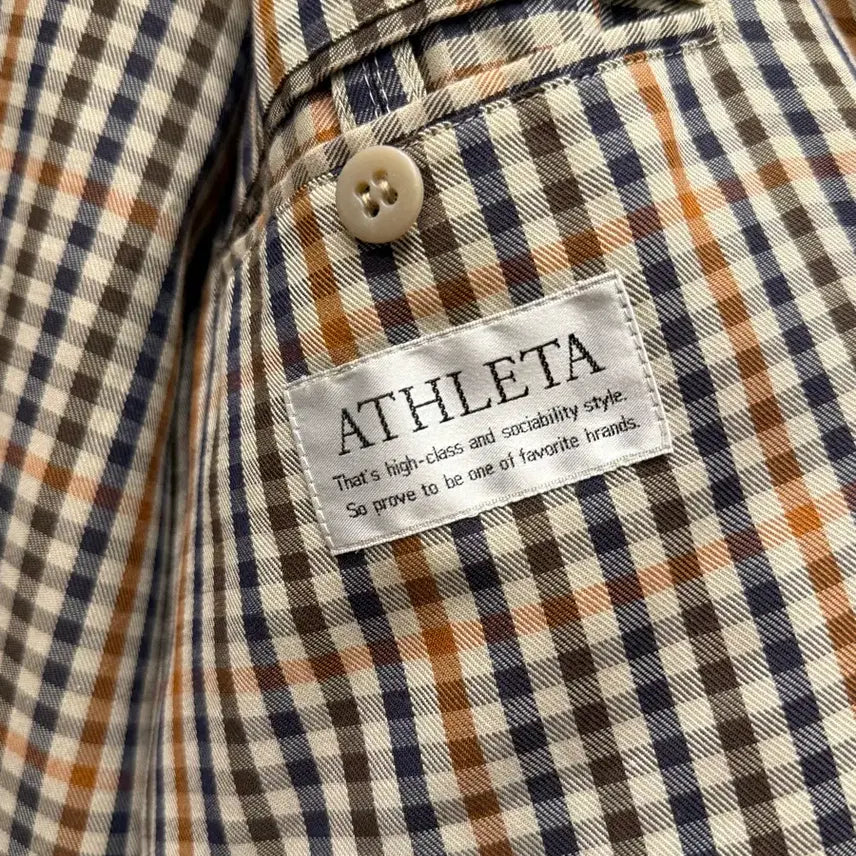 ATHLETA
That's high-class and sociability style.
So prove to be one of favorite hrands.